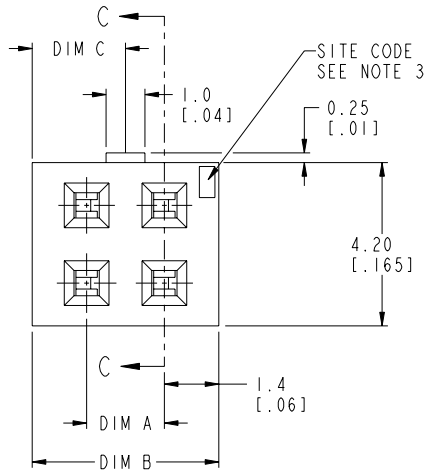 C
DIM C
SITE CODE
SEE NOTE 3
1.0
[.04]
0.25
[.01]
4.20
[.165]
C
1.4
[.06]
DIM A
DIM B